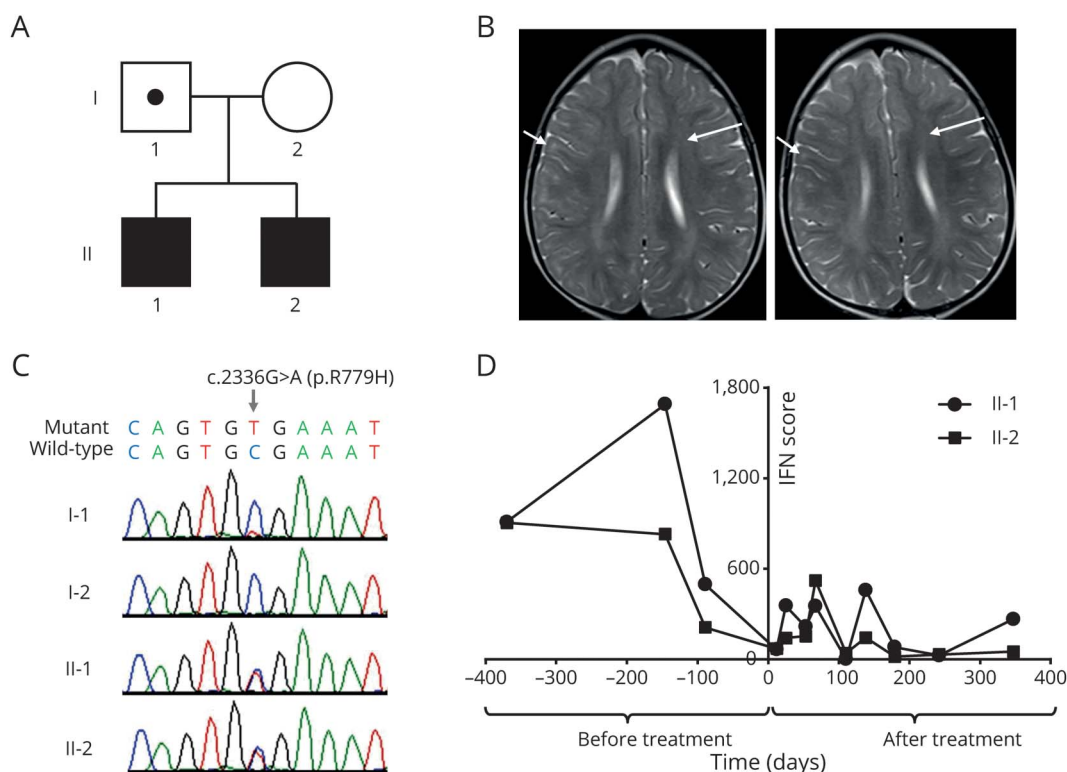 A
I
1
2
II
1
2
B
C
c.2336G>A (p.R779H)
Mutant C A G T G T G A A A T
Wild-type C A G T G C G A A A T
I-1
I-2
II-1
II-2
D
1,800
1,200
600
0
IFN score
II-1
II-2
−400 −300 −200 −100 0 100 200 300 400
Before treatment After treatment
Time (days)